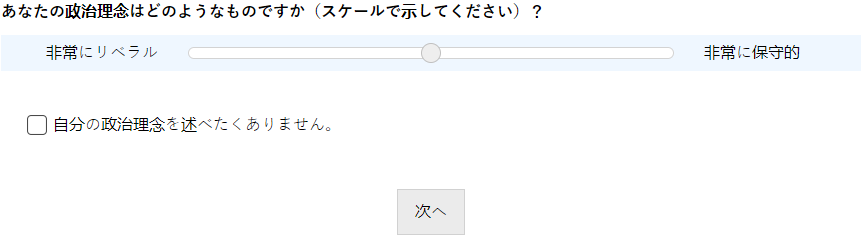 あなたの政治理念はどのようなものですか（スケールで示してください）？
非常にリベラル 非常に保守的
自分の政治理念を述べたくありません。
次へ